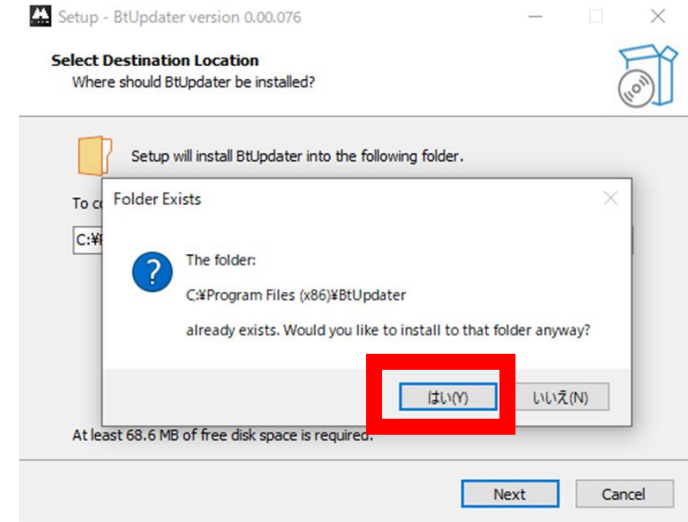 Setup - BtUpdater version 0.00.076
Select Destination Location
Where should BtUpdater be installed?
Setup will install BtUpdater into the following folder.
To
Folder Exists
C:¥
The folder:
C:¥Program Files (x86)¥BtUpdater
already exists. Would you like to install to that folder anyway?
はい(Y) いいえ(N)
At least 68.6 MB of free disk space is required.
Next Cancel